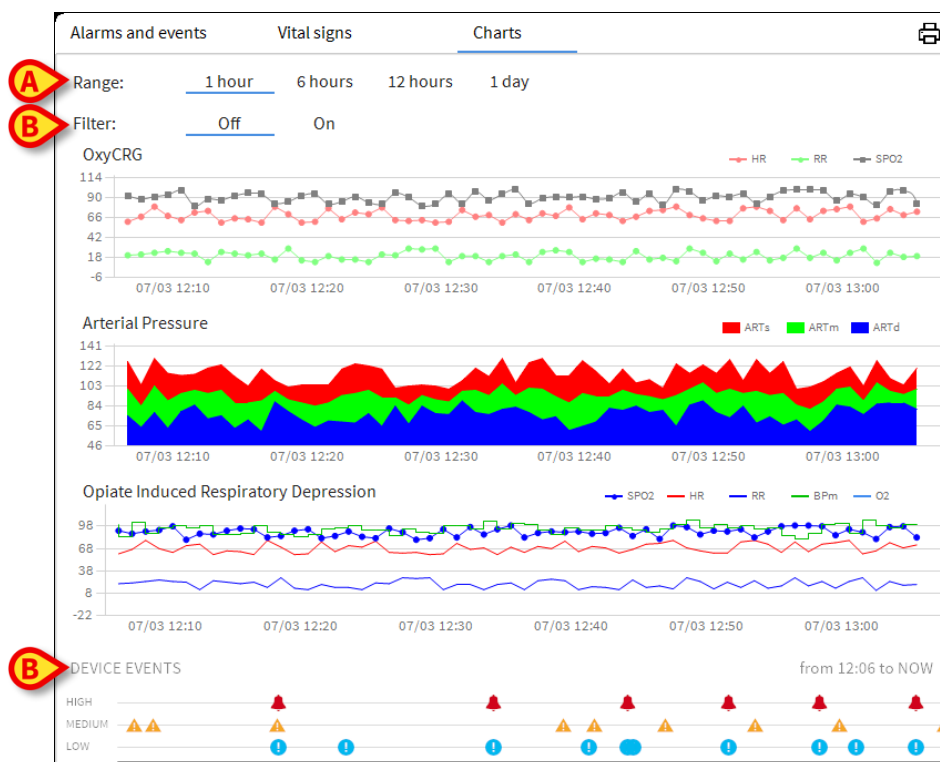 Alarms and events Vital signs Charts
A Range: 1 hour 6 hours 12 hours 1 day
B Filter: Off On
OxyCRG HR RR SPO2
114
90
66
42
18
-6
07/03 12:10 07/03 12:20 07/03 12:30 07/03 12:40 07/03 12:50 07/03 13:00
Arterial Pressure ARTs ARTm ARTd
141
122
103
84
65
46
07/03 12:10 07/03 12:20 07/03 12:30 07/03 12:40 07/03 12:50 07/03 13:00
Opiate Induced Respiratory Depression SPO2 HR RR BPm O2
98
68
38
8
-22
07/03 12:10 07/03 12:20 07/03 12:30 07/03 12:40 07/03 12:50 07/03 13:00
B DEVICE EVENTS from 12:06 to NOW
HIGH
MEDIUM
LOW